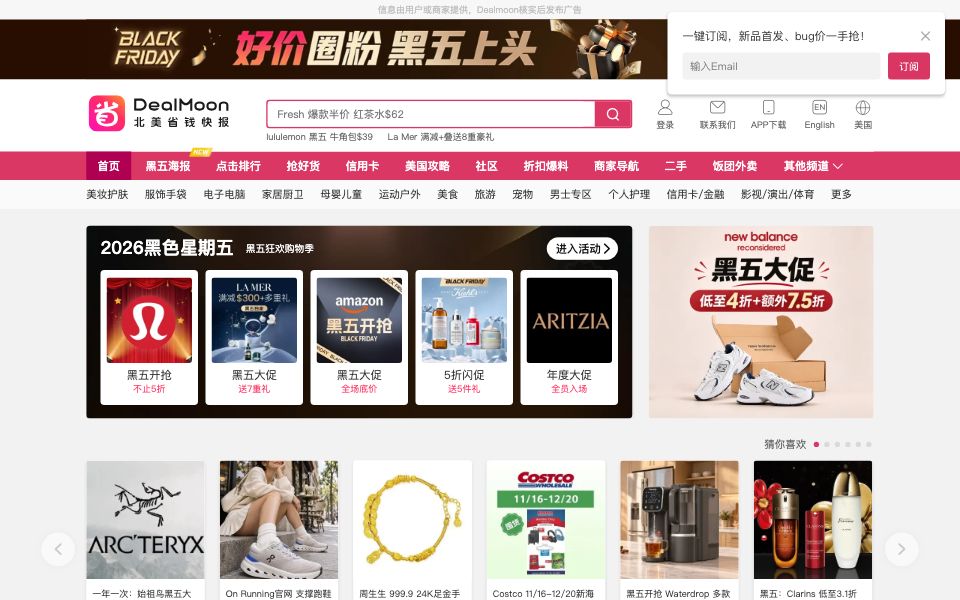 信息由用户或商家提供，Dealmoon核实后发布广告
BLACK FRIDAY
好价圈粉 黑五上头
一键订阅，新品首发、bug价一手抢！
输入Email
订阅
省
DealMoon
北美省钱快报
Fresh 爆款半价 红茶水$62
lululemon 黑五 牛角包$39
La Mer 满减+叠送8重豪礼
登录
联系我们
APP下载
EN
English
美国
首页
黑五海报
NEW
点击排行
抢好货
信用卡
美国攻略
社区
折扣爆料
商家导航
二手
饭团外卖
其他频道
美妆护肤
服饰手袋
电子电脑
家居厨卫
母婴儿童
运动户外
美食
旅游
宠物
男士专区
个人护理
信用卡/金融
影视/演出/体育
更多
2026黑色星期五
黑五狂欢购物季
进入活动
黑五开抢
不止5折
LA MER
满减$300+多重礼
黑五大促
送7重礼
amazon
黑五开抢
BLACK FRIDAY
黑五大促
全场底价
BLACK FRIDAY
Kiehl's
5折闪促
送5件礼
ARITZIA
年度大促
全员入场
new balance
reconsidered
黑五大促
低至4折+额外7.5折
猜你喜欢
ARC'TERYX
一年一次：始祖鸟黑五大
On Running官网 支撑跑鞋
周生生 999.9 24K足金手
COSTCO
WHOLESALE
11/16-12/20
Costco 11/16-12/20新海
黑五开抢 Waterdrop 多款
CLARINS
黑五：Clarins 低至3.1折